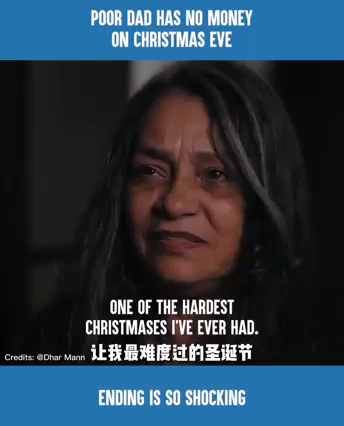 POOR DAD HAS NO MONEY
ON CHRISTMAS EVE
ONE OF THE HARDEST
CHRISTMASES I'VE EVER HAD.
Credits: @Dhar Mann
让我最难度过的圣诞节
ENDING IS SO SHOCKING